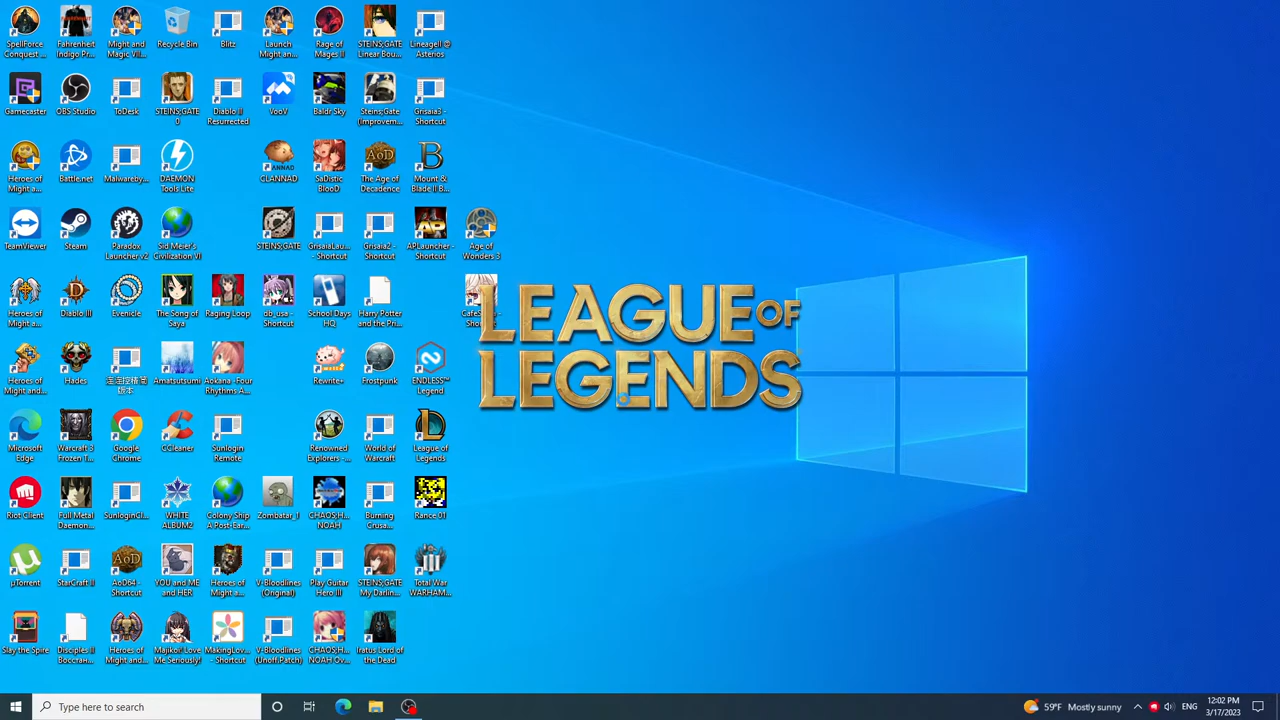 SpellForce
Conquest ...
Fahrenheit
Indigo Pr...
Might and
Magic VII...
Recycle Bin
Blitz
Launch
Might an...
Rage of
Mages II
STEINS;GATE
Linear Bou...
LineageII @
Asterios
Gamecaster
OBS Studio
ToDesk
STEINS;GATE
0
Diablo II
Resurrected
VooV
Baldr Sky
Steins;Gate
(Improvem...
Grisaia3 -
Shortcut
Heroes of
Might a...
Battle.net
Malwareby...
DAEMON
Tools Lite
CLANNAD
SaDistic
BlooD
The Age of
Decadence
Mount &
Blade II B...
TeamViewer
Steam
Paradox
Launcher v2
Sid Meier's
Civilization VI
STEINS;GATE
GrisaiaLau...
- Shortcut
Grisaia2 -
Shortcut
APLauncher -
Shortcut
Age of
Wonders 3
Heroes of
Might a...
Diablo III
Evenicle
The Song of
Saya
Raging Loop
db_usa -
Shortcut
School Days
HQ
Harry Potter
and the Pri...
LEAGUE OF
LEGENDS
Heroes of
Might and...
Hades
版本
Amatsutsumi
Aokana -Four
Rhythms A...
Rewrite+
Frostpunk
ENDLESS™
Legend
Microsoft
Edge
Warcraft 3
Frozen T...
Google
Chrome
CCleaner
Sunlogin
Remote
Renowned
Explorers -...
World of
Warcraft
League of
Legends
Riot Client
Full Metal
Daemon...
SunloginCl...
WHITE
ALBUM2
Colony Ship
A Post-Ear...
Zombatar_1
CHAOS;H...
NOAH
Burning
Crusa...
Rance 01
µTorrent
StarCraft II
AoD64 -
Shortcut
YOU and ME
and HER
Heroes of
Might a...
V-Bloodlines
(Original)
Play Guitar
Hero III
STEINS;GATE
My Darlin...
Total War
WARHAM...
Slay the Spire
Disciples II
Восстан...
Heroes of
Might and...
Majikoi! Love
Me Seriously!
MakingLov...
- Shortcut
V-Bloodlines
(UnoffiPatch)
CHAOS;H...
NOAH Ov...
Iratus Lord of
the Dead
Type here to search
59°F Mostly sunny
ENG
12:02 PM
3/17/2023